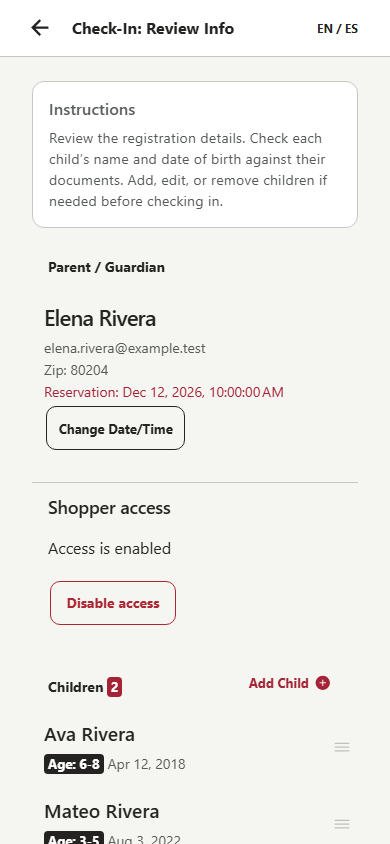 Check-In: Review Info
EN / ES
Instructions
Review the registration details. Check each
child's name and date of birth against their
documents. Add, edit, or remove children if
needed before checking in.
Parent / Guardian
Elena Rivera
elena.rivera@example.test
Zip: 80204
Reservation: Dec 12, 2026, 10:00:00 AM
Change Date/Time
Shopper access
Access is enabled
Disable access
Children 2
Add Child
Ava Rivera
Age: 6-8 Apr 12, 2018
Mateo Rivera
Age: 3-5 Aug 3, 2022